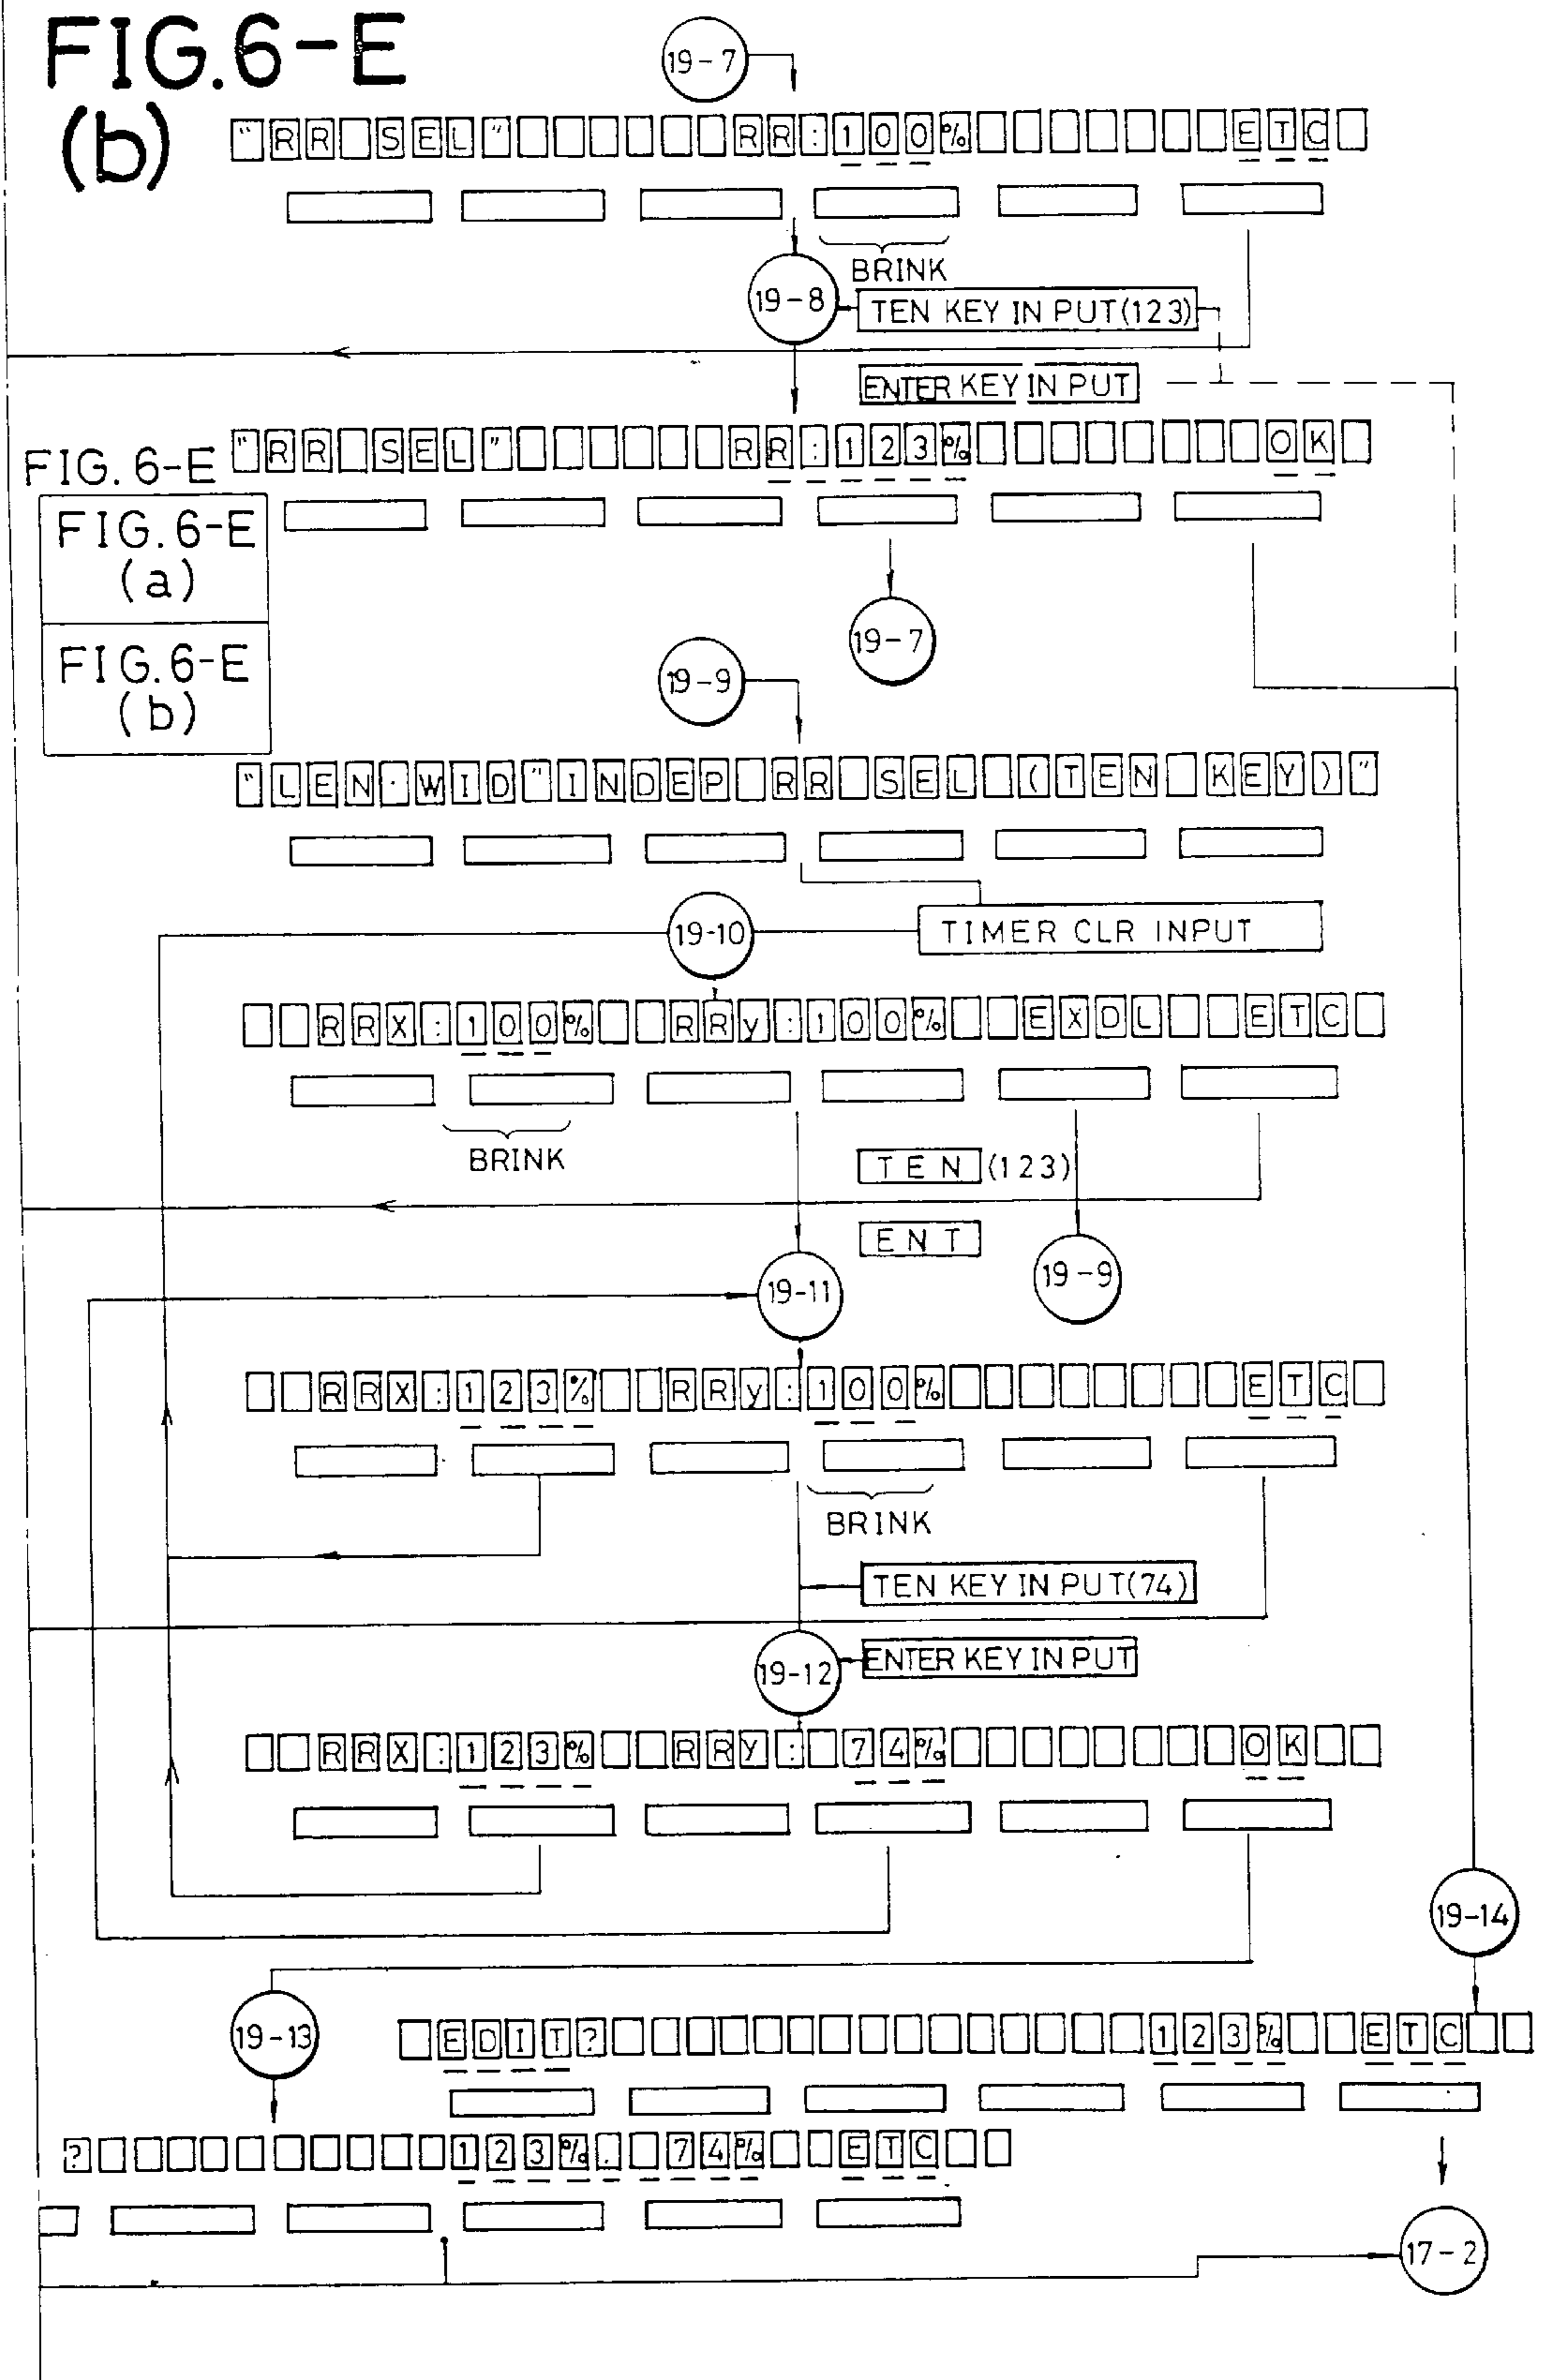 FIG.6-E
(b)
19-7
"RR SEL" RR:100% ETC
BRINK
19-8
TEN KEY IN PUT(123)
ENTER KEY IN PUT
"RR SEL" RR:123% OK
FIG. 6-E
FIG.6-E
(a)
FIG.6-E
(b)
19-7
19-9
"LEN·WID"INDEP RR SEL (TEN KEY)"
19-10
TIMER CLR INPUT
RRX:100% RRy:100% EXDL ETC
BRINK
TEN (123)
ENT
19-11
19-9
RRX:123% RRy:100% ETC
BRINK
TEN KEY IN PUT(74)
19-12
ENTER KEY IN PUT
RRX:123% RRY: 74% OK
19-14
19-13
EDIT? 123% ETC
? 123%. 74% ETC
17-2